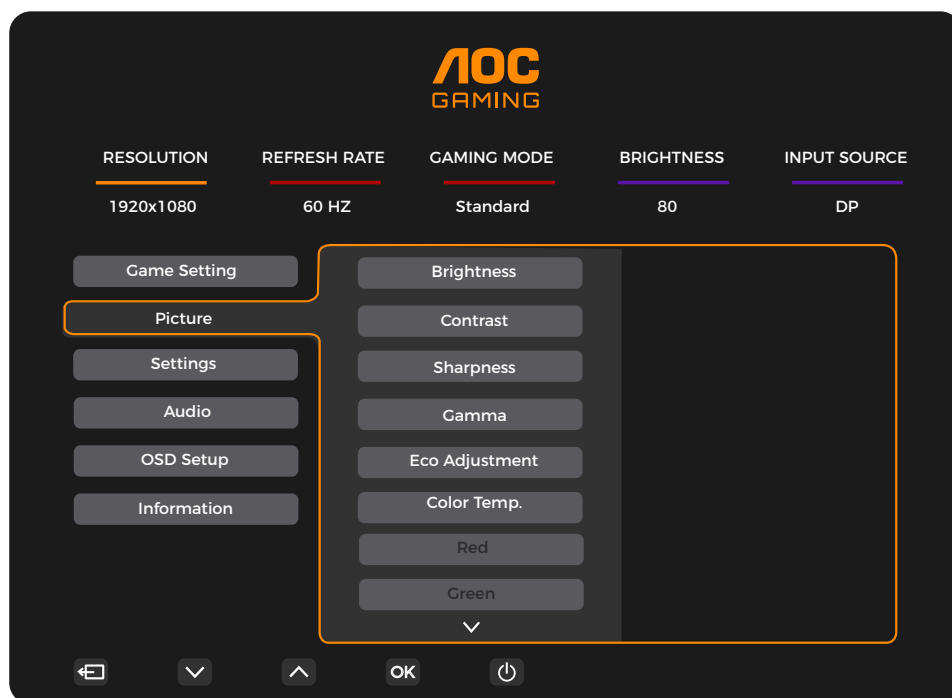 AOC
GAMING
RESOLUTION REFRESH RATE GAMING MODE BRIGHTNESS INPUT SOURCE
1920x1080 60 HZ Standard 80 DP
Game Setting
Picture
Settings
Audio
OSD Setup
Information
Brightness
Contrast
Sharpness
Gamma
Eco Adjustment
Color Temp.
Red
Green
OK